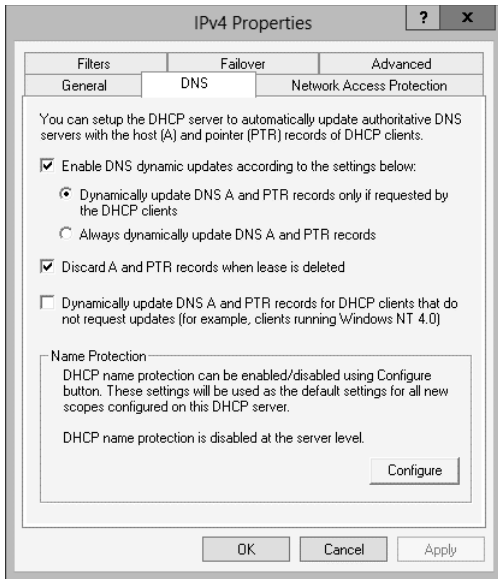 IPv4 Properties
? x
Filters Failover Advanced
General DNS Network Access Protection
You can setup the DHCP server to automatically update authoritative DNS
servers with the host (A) and pointer (PTR) records of DHCP clients.
Enable DNS dynamic updates according to the settings below:
Dynamically update DNS A and PTR records only if requested by
the DHCP clients
Always dynamically update DNS A and PTR records
Discard A and PTR records when lease is deleted
Dynamically update DNS A and PTR records for DHCP clients that do
not request updates (for example, clients running Windows NT 4.0)
Name Protection
DHCP name protection can be enabled/disabled using Configure
button. These settings will be used as the default settings for all new
scopes configured on this DHCP server.
DHCP name protection is disabled at the server level.
Configure
OK Cancel Apply